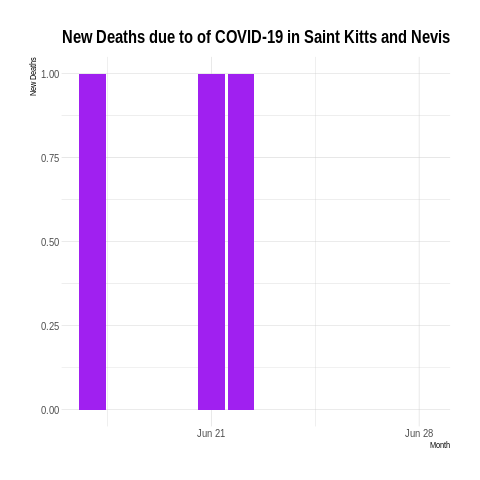 New Deaths due to of COVID-19 in Saint Kitts and Nevis
New Deaths
1.00
0.75
0.50
0.25
0.00
Jun 21
Jun 28
Month